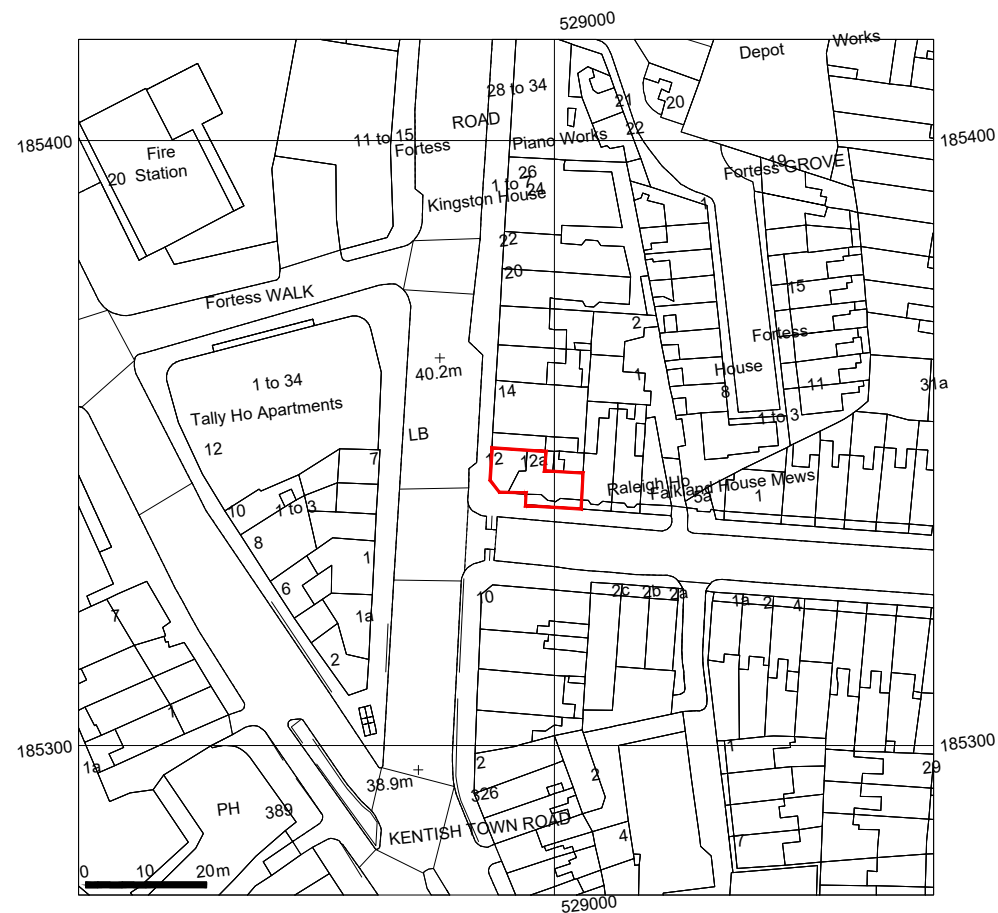 529000
Works
Depot
28 to 34
21
20
ROAD
22
185400
11 to 15
Piano Works
185400
Fire
Fortess
19
Fortess GROVE
20
Station
26
1 to 7
24
Kingston House
1
22
20
15
Fortess WALK
2
Fortess
40.2m
House
1 to 34
14
1
8
11
31a
Tally Ho Apartments
1 to 3
12
LB
7
12
12a
Raleigh Ho
Falkland House Mews
5a
1
10
1 to 3
8
1
6
10
2c
2b
2a
1a
2
4
7
1a
2
1
185300
1
185300
1a
2
2
29
38.9m
326
PH
389
KENTISH TOWN ROAD
4
7
0
10
20m
529000